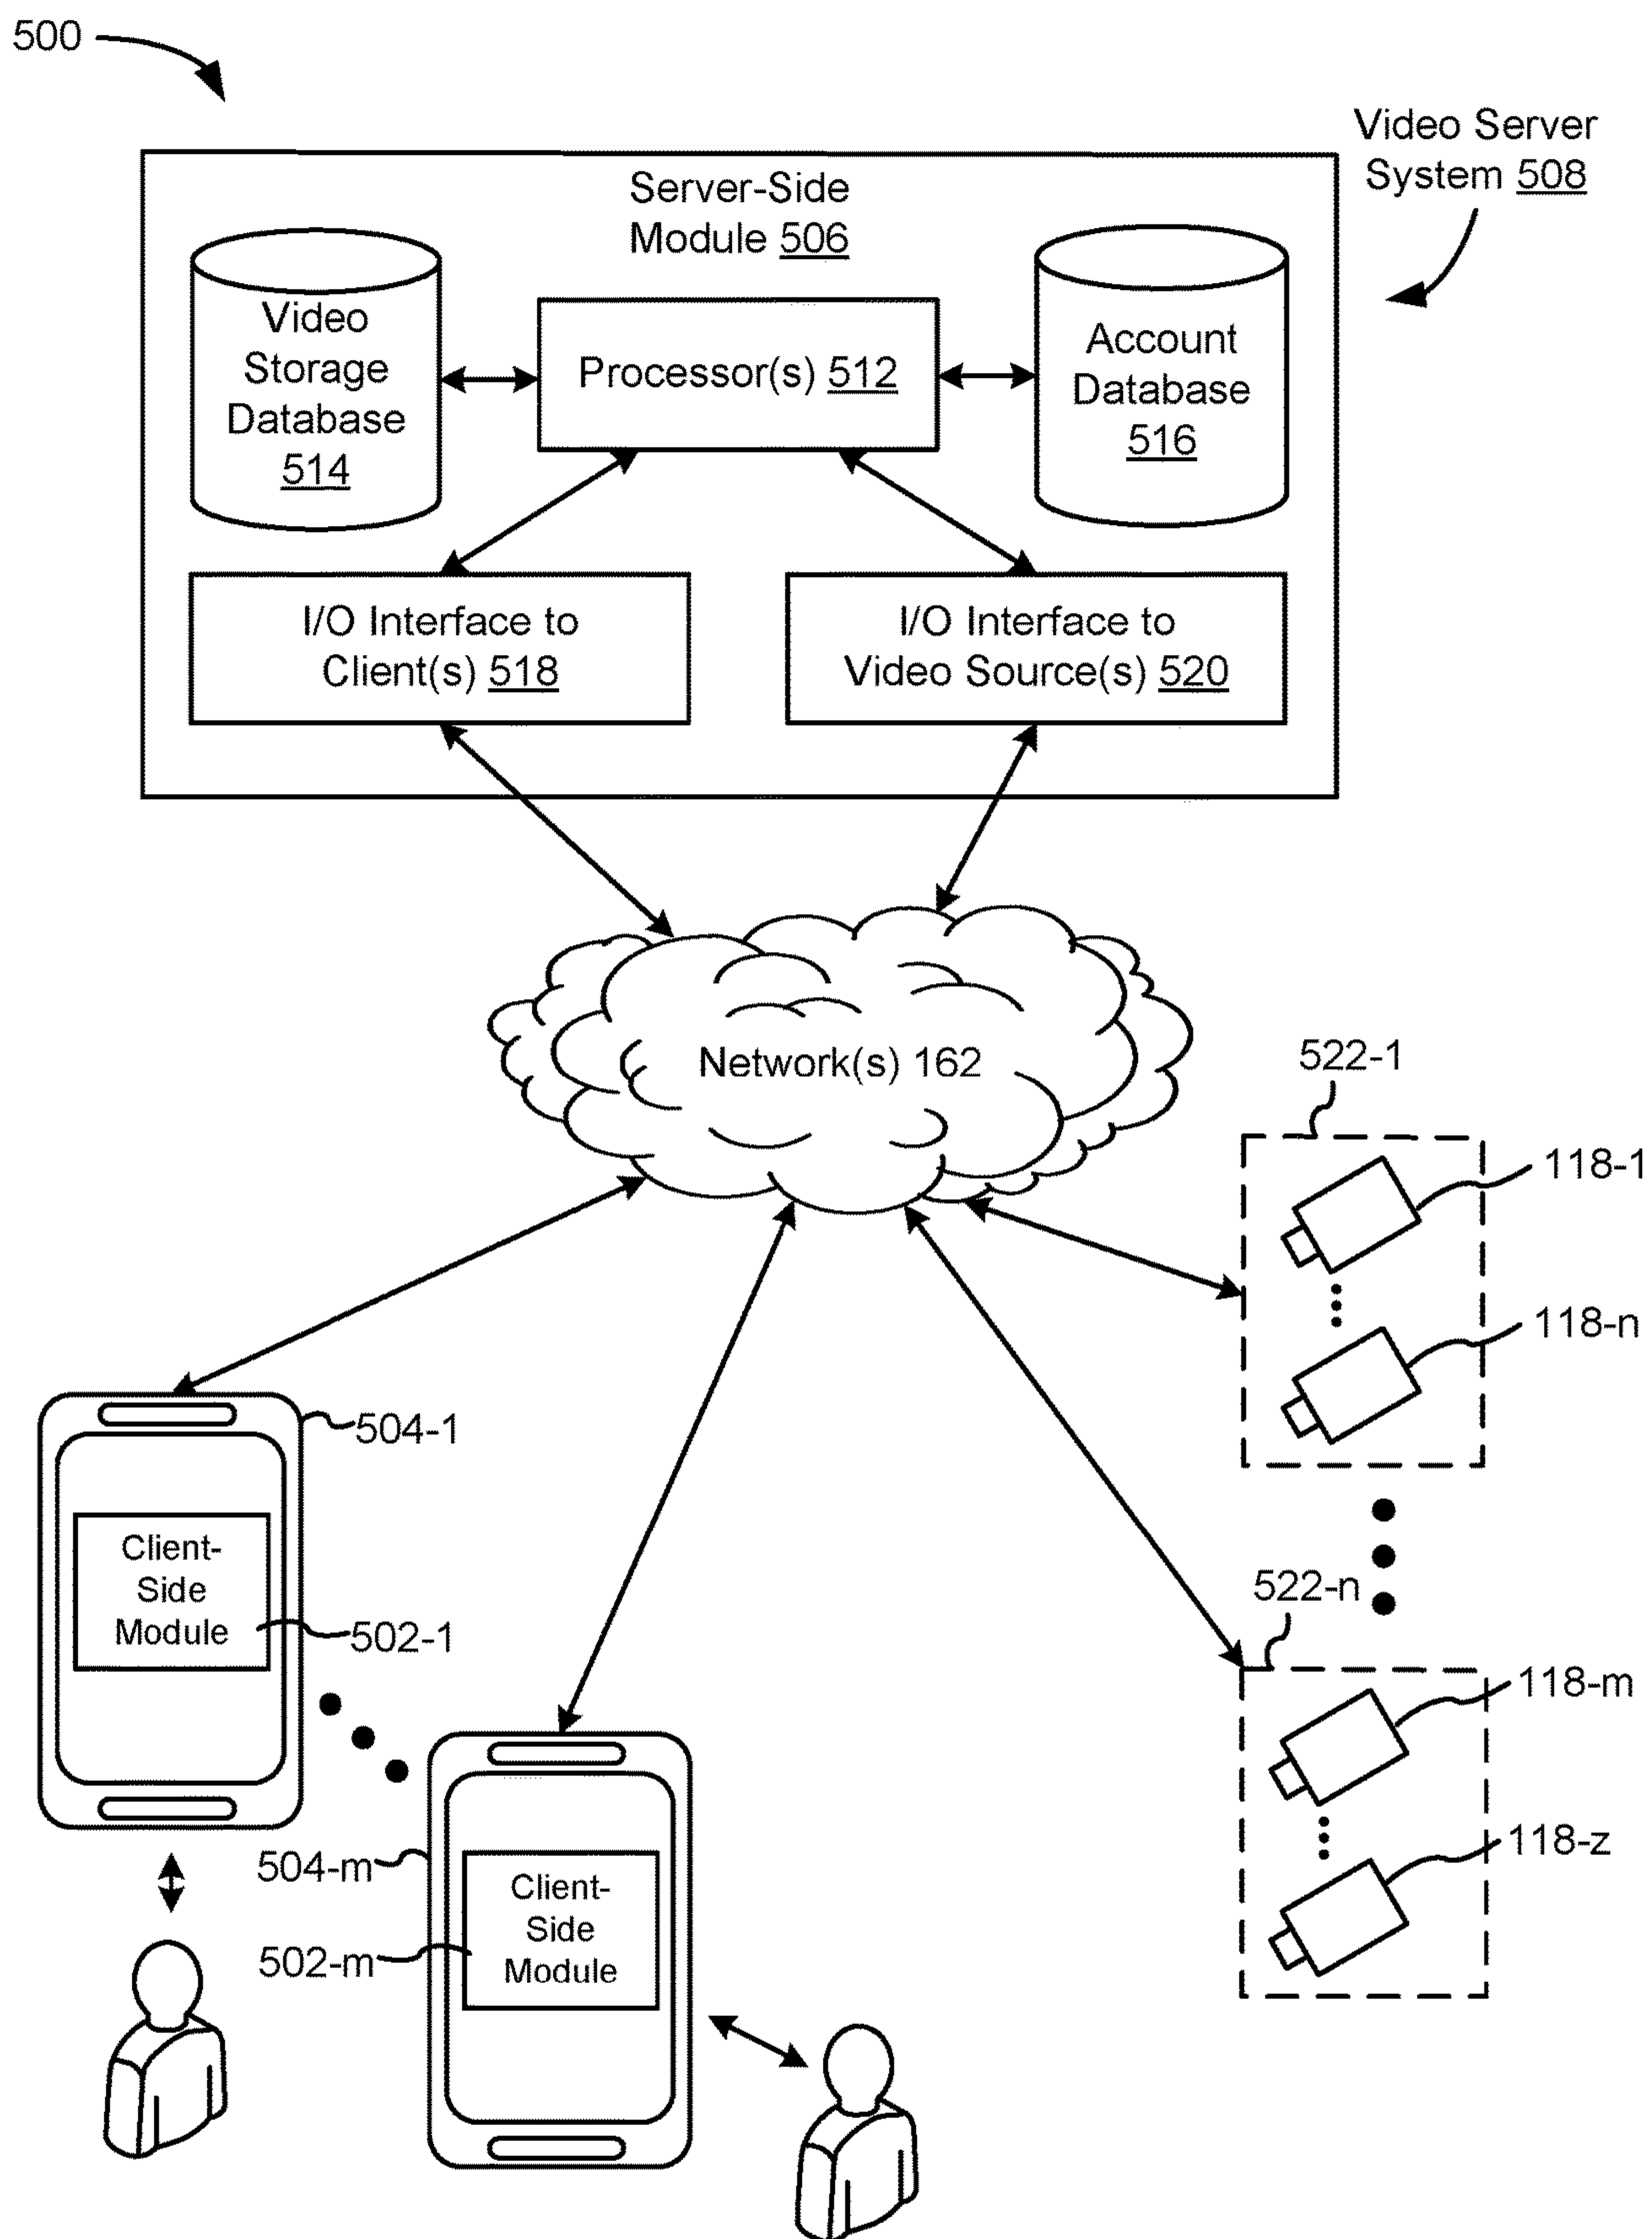 500
Video Server
System 508
Server-Side
Module 506
Video
Storage
Database
514
Processor(s) 512
Account
Database
516
I/O Interface to
Client(s) 518
I/O Interface to
Video Source(s) 520
Network(s) 162
522-1
118-1
118-n
504-1
Client-
Side
Module
502-1
522-n
118-m
118-z
504-m
Client-
Side
Module
502-m